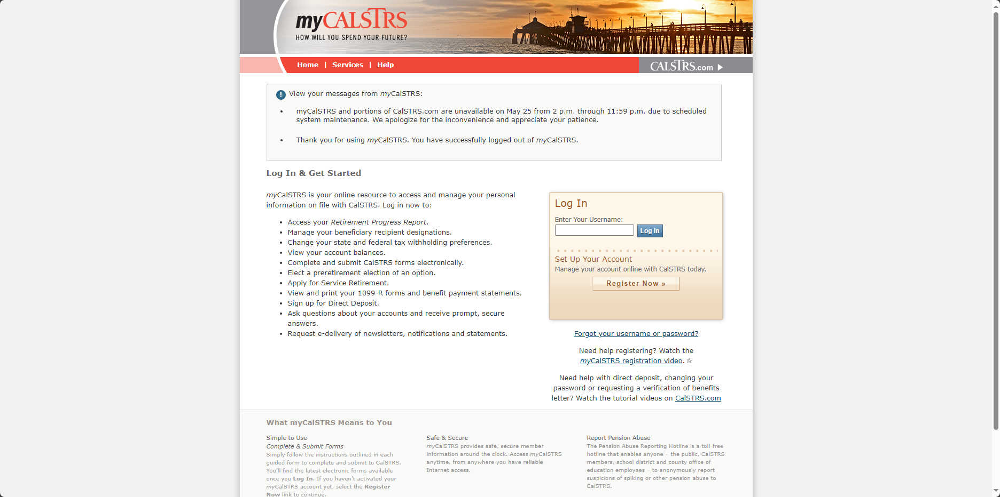 myCALSTRS
HOW WILL YOU SPEND YOUR FUTURE?
Home | Services | Help
CALSTRS.com
! View your messages from myCalSTRS:
• myCalSTRS and portions of CalSTRS.com are unavailable on May 25 from 2 p.m. through 11:59 p.m. due to scheduled
system maintenance. We apologize for the inconvenience and appreciate your patience.
• Thank you for using myCalSTRS. You have successfully logged out of myCalSTRS.
Log In & Get Started
myCalSTRS is your online resource to access and manage your personal
information on file with CalSTRS. Log in now to:
• Access your Retirement Progress Report.
• Manage your beneficiary recipient designations.
• Change your state and federal tax withholding preferences.
• View your account balances.
• Complete and submit CalSTRS forms electronically.
• Elect a preretirement election of an option.
• Apply for Service Retirement.
• View and print your 1099-R forms and benefit payment statements.
• Sign up for Direct Deposit.
• Ask questions about your accounts and receive prompt, secure
answers.
• Request e-delivery of newsletters, notifications and statements.
Log In
Enter Your Username:
Log In
Set Up Your Account
Manage your account online with CalSTRS today.
Register Now »
Forgot your username or password?
Need help registering? Watch the
myCalSTRS registration video.
Need help with direct deposit, changing your
password or requesting a verification of benefits
letter? Watch the tutorial videos on CalSTRS.com
What myCalSTRS Means to You
Simple to Use
Complete & Submit Forms
Simply follow the instructions outlined in each
guided form to complete and submit to CalSTRS.
You'll find the latest electronic forms available
once you Log In. If you haven't activated your
myCalSTRS account yet, select the Register
Now link to continue.
Safe & Secure
myCalSTRS provides safe, secure member
information around the clock. Access myCalSTRS
anytime, from anywhere you have reliable
Internet access.
Report Pension Abuse
The Pension Abuse Reporting Hotline is a toll-free
hotline that enables anyone – the public, CalSTRS
members, school district and county office of
education employees – to anonymously report
suspicions of spiking or other pension abuse to
CalSTRS.